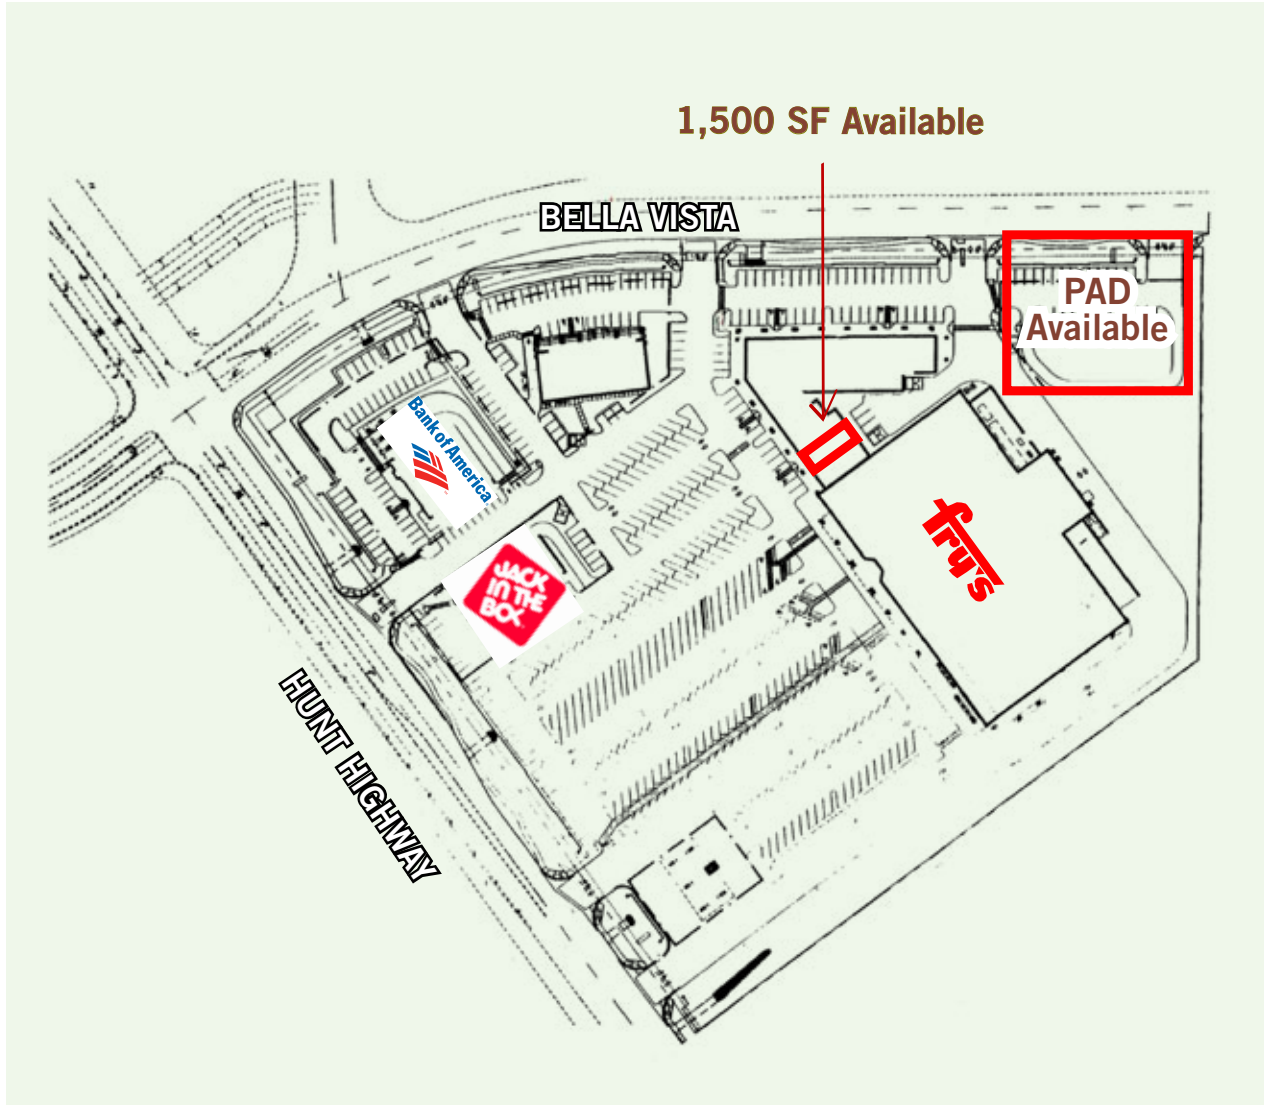 1,500 SF Available
BELLA VISTA
PAD
Available
Bank of America
fry's
JACK
IN THE
BOX
HUNT HIGHWAY